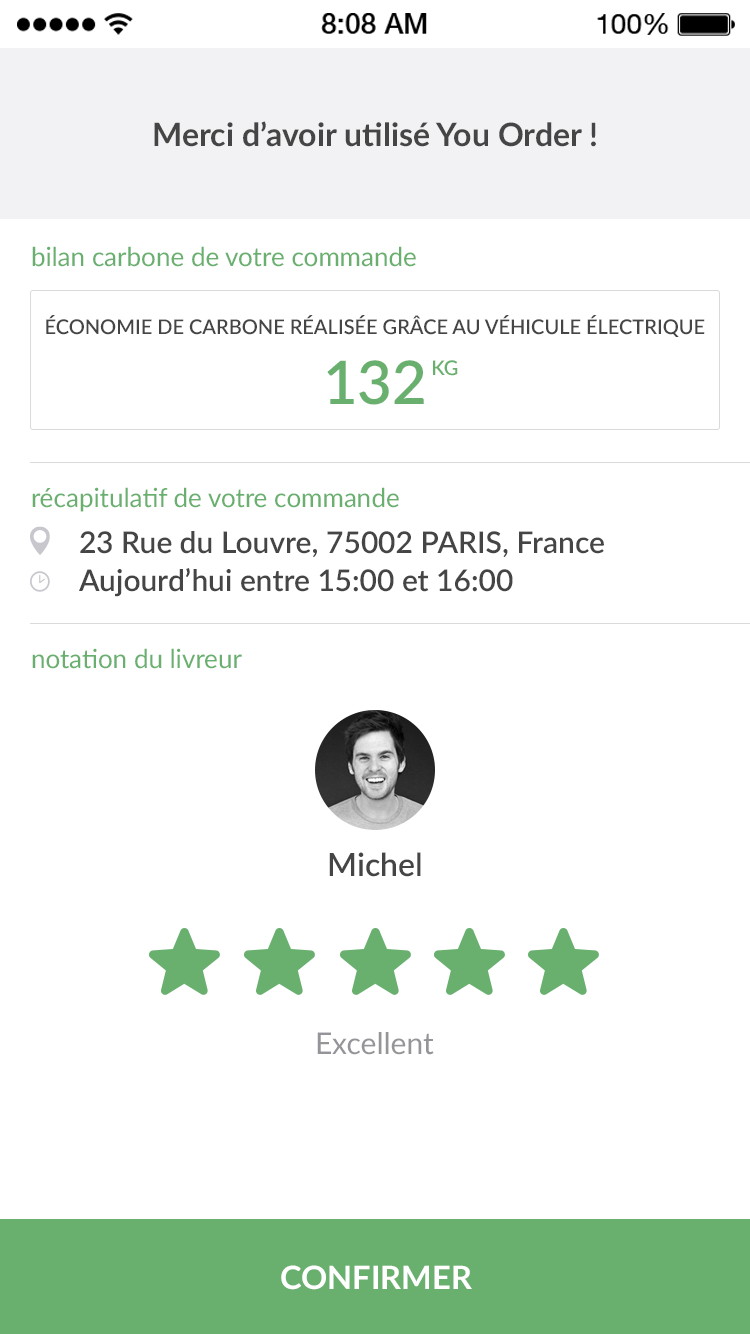 8:08 AM 100%
Merci d’avoir utilisé You Order !
bilan carbone de votre commande
ÉCONOMIE DE CARBONE RÉALISÉE GRÂCE AU VÉHICULE ÉLECTRIQUE
132 KG
récapitulatif de votre commande
23 Rue du Louvre, 75002 PARIS, France
Aujourd’hui entre 15:00 et 16:00
notation du livreur
Michel
Excellent
CONFIRMER